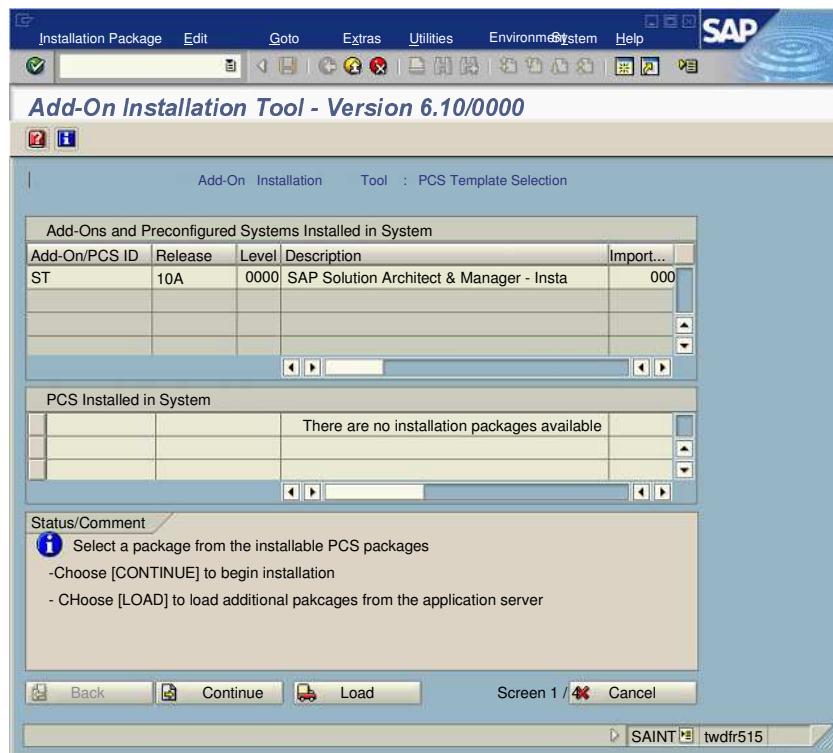 Installation Package Edit Goto Extras Utilities Environment System Help
SAP
Add-On Installation Tool - Version 6.10/0000
Add-On Installation Tool : PCS Template Selection
Add-Ons and Preconfigured Systems Installed in System
Add-On/PCS ID Release Level Description Import...
ST 10A 0000 SAP Solution Architect & Manager - Insta 000
PCS Installed in System
There are no installation packages available
Status/Comment
Select a package from the installable PCS packages
-Choose [CONTINUE] to begin installation
- CHoose [LOAD] to load additional pakcages from the application server
Back Continue Load Screen 1 / 4 Cancel
SAINT twdfr515